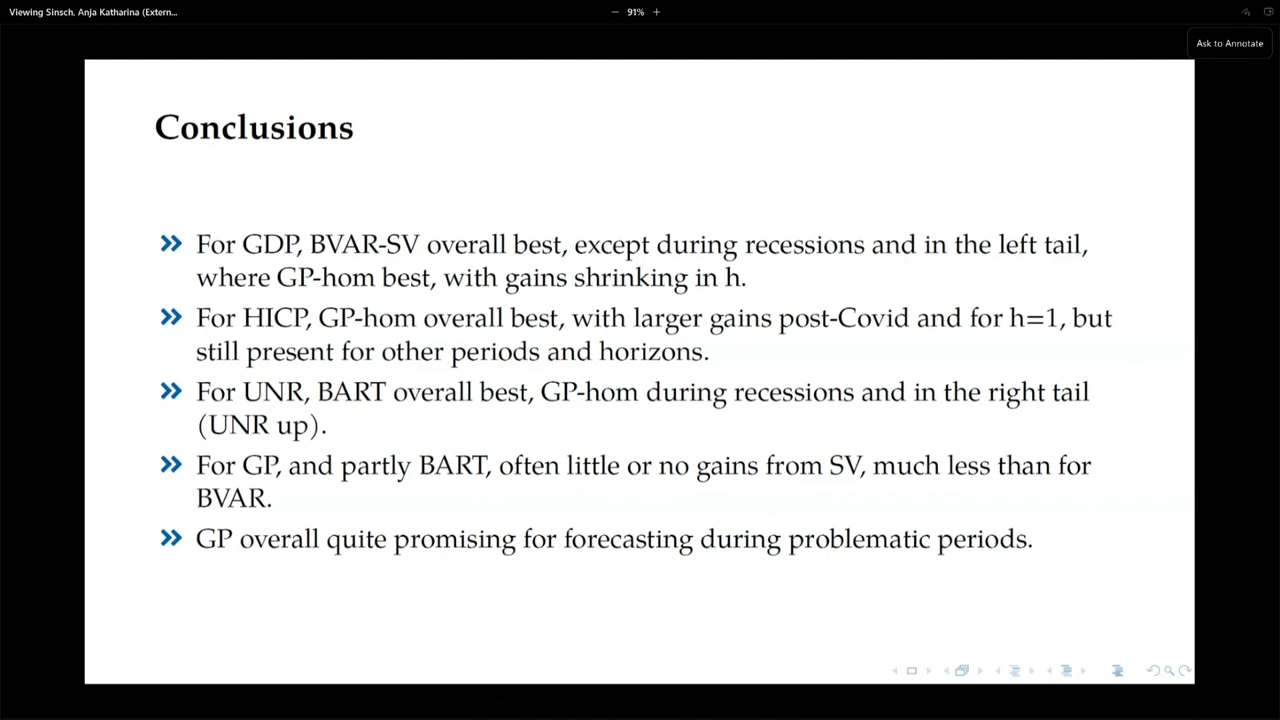 Viewing Sinsch, Anja Katharina (Extern...
91%
Ask to Annotate
Conclusions
For GDP, BVAR-SV overall best, except during recessions and in the left tail,
where GP-hom best, with gains shrinking in h.
For HICP, GP-hom overall best, with larger gains post-Covid and for h=1, but
still present for other periods and horizons.
For UNR, BART overall best, GP-hom during recessions and in the right tail
(UNR up).
For GP, and partly BART, often little or no gains from SV, much less than for
BVAR.
GP overall quite promising for forecasting during problematic periods.